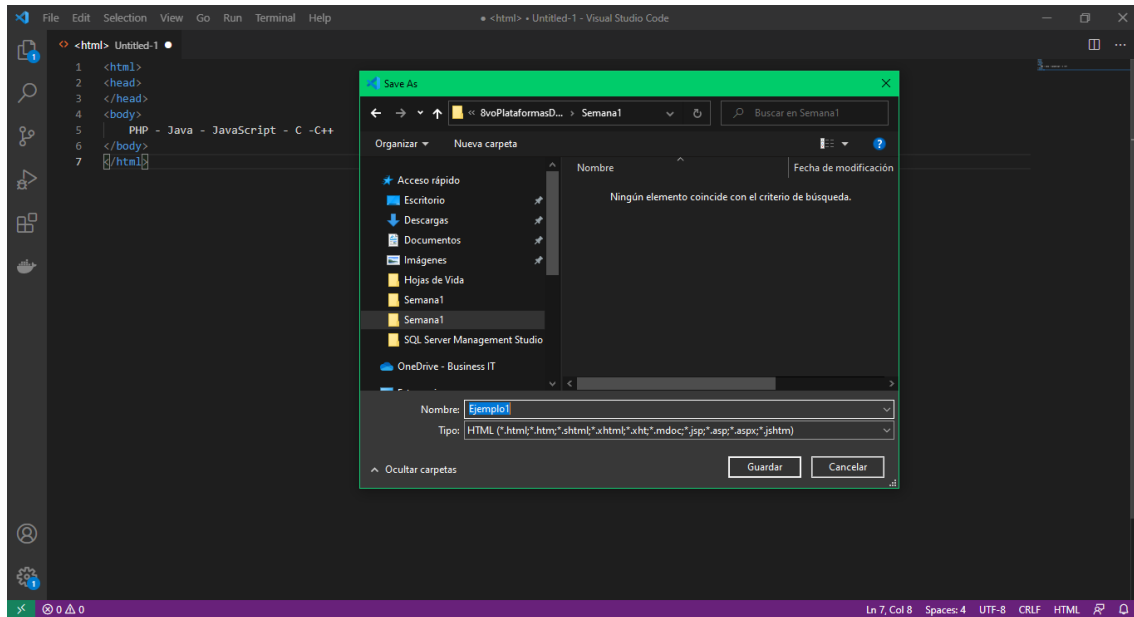 File Edit Selection View Go Run Terminal Help
● <html> • Untitled-1 - Visual Studio Code
<html> Untitled-1 ●
1 <html>
2 <head>
3 </head>
4 <body>
5 PHP - Java - JavaScript - C -C++
6 </body>
7 </html>
Save As
« 8voPlataformasD... > Semana1
Buscar en Semana1
Organizar Nueva carpeta
Nombre Fecha de modificación
Ningún elemento coincide con el criterio de búsqueda.
Acceso rápido
Escritorio
Descargas
Documentos
Imágenes
Hojas de Vida
Semana1
Semana1
SQL Server Management Studio
OneDrive - Business IT
Nombre: Ejemplo1
Tipo: HTML (*.html;*.htm;*.shtml;*.xhtml;*.xht;*.mdoc;*.jsp;*.asp;*.aspx;*.jshtm)
Ocultar carpetas
Guardar Cancelar
1
1
0 0
Ln 7, Col 8 Spaces: 4 UTF-8 CRLF HTML